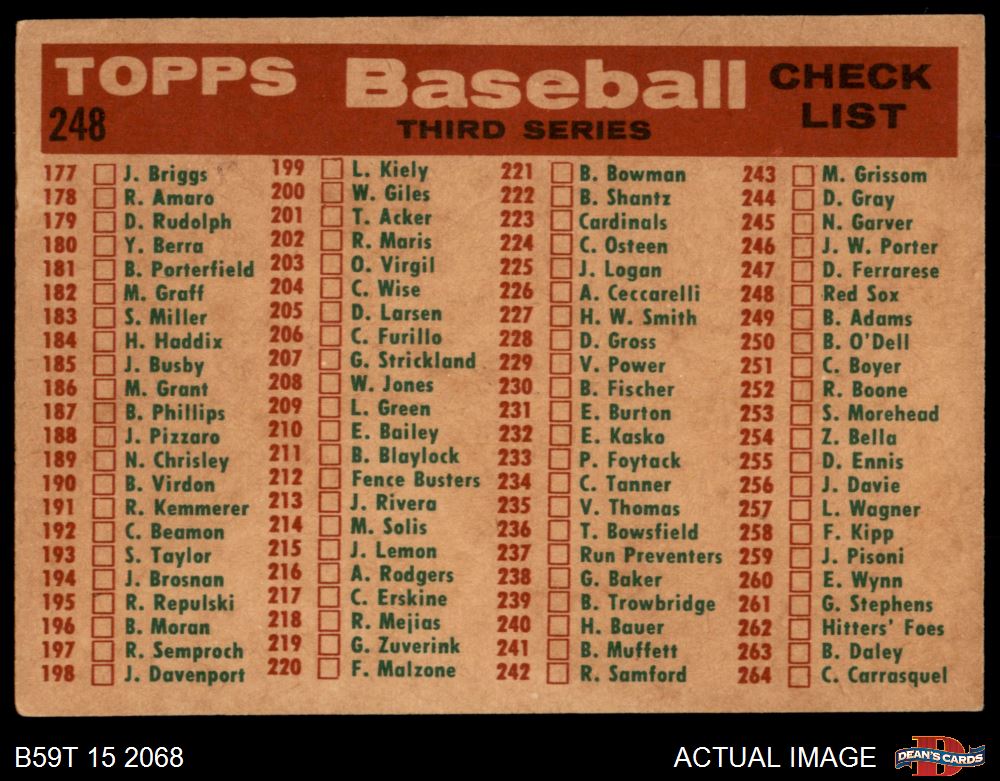 TOPPS Baseball CHECK LIST
248 THIRD SERIES
177 J. Briggs
178 R. Amaro
179 D. Rudolph
180 Y. Berra
181 B. Porterfield
182 M. Graff
183 S. Miller
184 H. Haddix
185 J. Busby
186 M. Grant
187 B. Phillips
188 J. Pizzaro
189 N. Chrisley
190 B. Virdon
191 R. Kemmerer
192 C. Beamon
193 S. Taylor
194 J. Brosnan
195 R. Repulski
196 B. Moran
197 R. Semproch
198 J. Davenport
199 L. Kiely
200 W. Giles
201 T. Acker
202 R. Maris
203 O. Virgil
204 C. Wise
205 D. Larsen
206 C. Furillo
207 G. Strickland
208 W. Jones
209 L. Green
210 E. Bailey
211 B. Blaylock
212 Fence Busters
213 J. Rivera
214 M. Solis
215 J. Lemon
216 A. Rodgers
217 C. Erskine
218 R. Mejias
219 G. Zuverink
220 F. Malzone
221 B. Bowman
222 B. Shantz
223 Cardinals
224 C. Osteen
225 J. Logan
226 A. Ceccarelli
227 H. W. Smith
228 D. Gross
229 V. Power
230 B. Fischer
231 E. Burton
232 E. Kasko
233 P. Foytack
234 C. Tanner
235 V. Thomas
236 T. Bowsfield
237 Run Preventers
238 G. Baker
239 B. Trowbridge
240 H. Bauer
241 B. Muffett
242 R. Samford
243 M. Grissom
244 D. Gray
245 N. Garver
246 J. W. Porter
247 D. Ferrarese
248 Red Sox
249 B. Adams
250 B. O'Dell
251 C. Boyer
252 R. Boone
253 S. Morehead
254 Z. Bella
255 D. Ennis
256 J. Davie
257 L. Wagner
258 F. Kipp
259 J. Pisoni
260 E. Wynn
261 G. Stephens
262 Hitters' Foes
263 B. Daley
264 C. Carrasquel
B59T 15 2068 ACTUAL IMAGE D DEAN'S CARDS